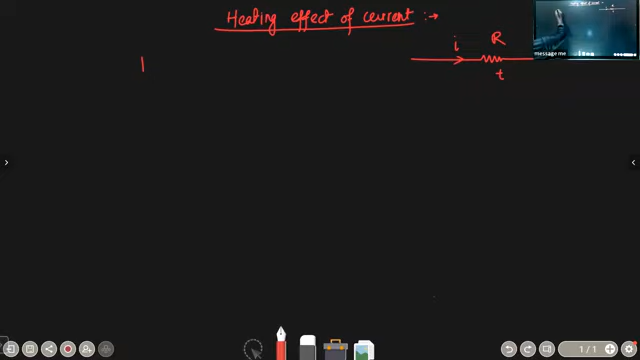 Heating effect of current :→
i R
t
message me
1/1